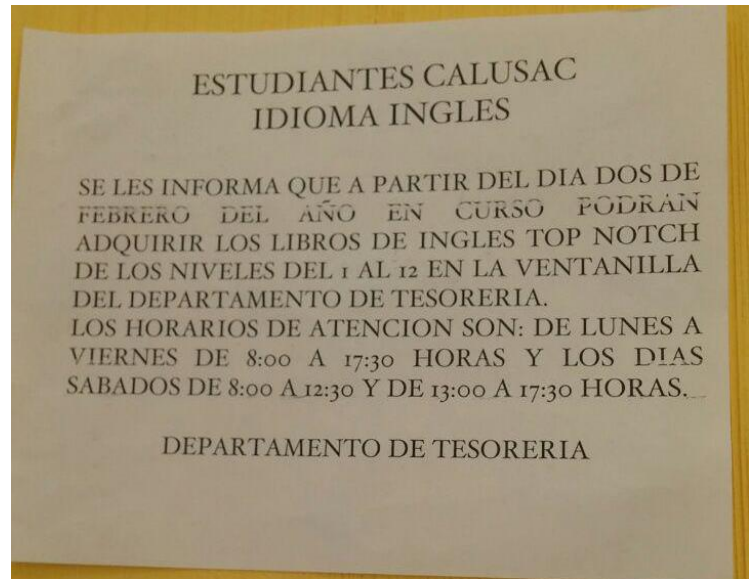 ESTUDIANTES CALUSAC
IDIOMA INGLES
SE LES INFORMA QUE A PARTIR DEL DIA DOS DE
FEBRERO DEL AÑO EN CURSO PODRAN
ADQUIRIR LOS LIBROS DE INGLES TOP NOTCH
DE LOS NIVELES DEL 1 AL 12 EN LA VENTANILLA
DEL DEPARTAMENTO DE TESORERIA.
LOS HORARIOS DE ATENCION SON: DE LUNES A
VIERNES DE 8:00 A 17:30 HORAS Y LOS DIAS
SABADOS DE 8:00 A 12:30 Y DE 13:00 A 17:30 HORAS.
DEPARTAMENTO DE TESORERIA